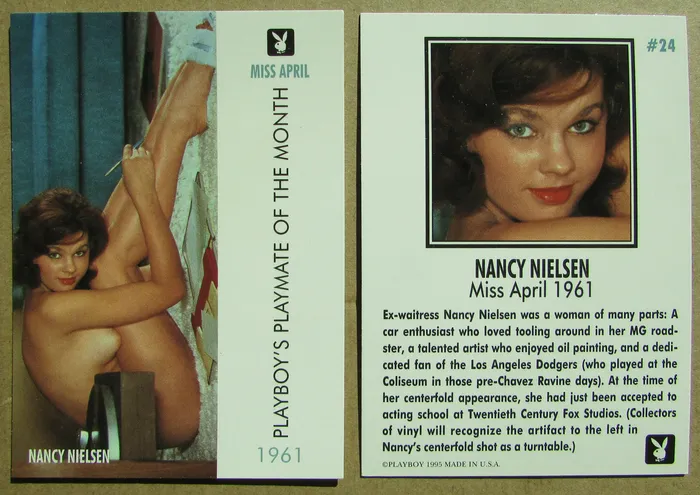 MISS APRIL
PLAYBOY'S PLAYMATE OF THE MONTH
NANCY NIELSEN
1961
#24
NANCY NIELSEN
Miss April 1961
Ex-waitress Nancy Nielsen was a woman of many parts: A
car enthusiast who loved tooling around in her MG road-
ster, a talented artist who enjoyed oil painting, and a dedi-
cated fan of the Los Angeles Dodgers (who played at the
Coliseum in those pre-Chavez Ravine days). At the time of
her centerfold appearance, she had just been accepted to
acting school at Twentieth Century Fox Studios. (Collectors
of vinyl will recognize the artifact to the left in
Nancy's centerfold shot as a turntable.)
©PLAYBOY 1995 MADE IN U.S.A.